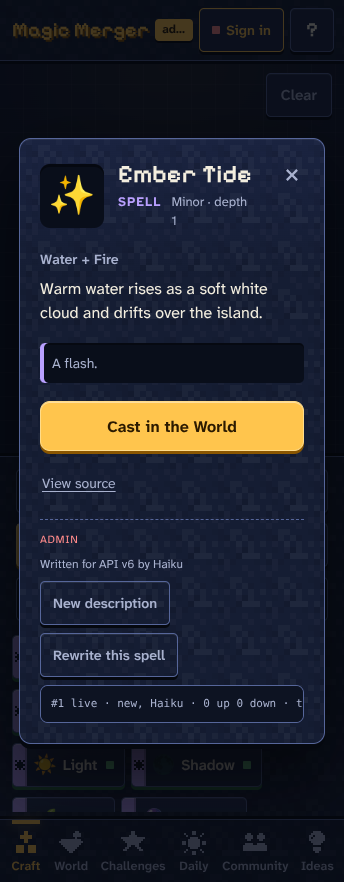 Magic Merger ad... Sign in ?
Clear
Ember Tide
SPELL Minor · depth
1
Water + Fire
Warm water rises as a soft white
cloud and drifts over the island.
A flash.
Cast in the World
View source
ADMIN
Written for API v6 by Haiku
New description
Rewrite this spell
#1 live · new, Haiku · 0 up 0 down · t
Light Shadow
Craft World Challenges Daily Community Ideas